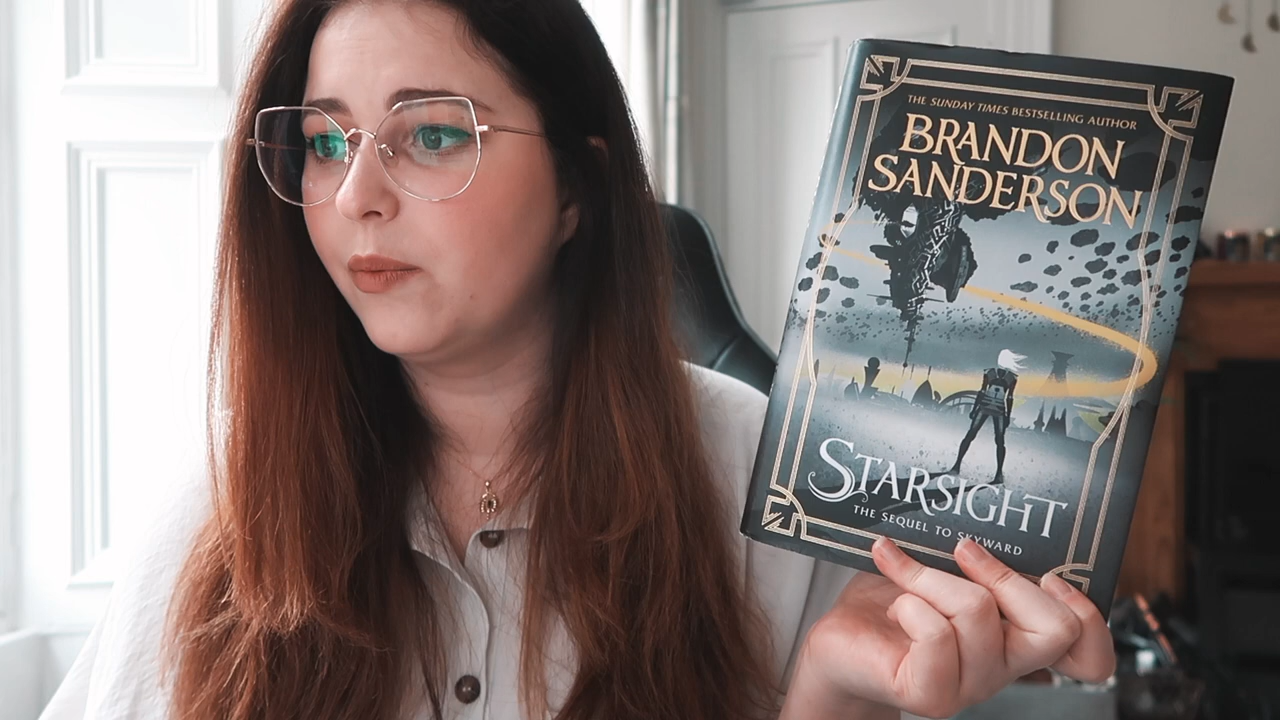 THE SUNDAY TIMES BESTSELLING AUTHOR
BRANDON
SANDERSON
STARSIGHT
THE SEQUEL TO SKYWARD